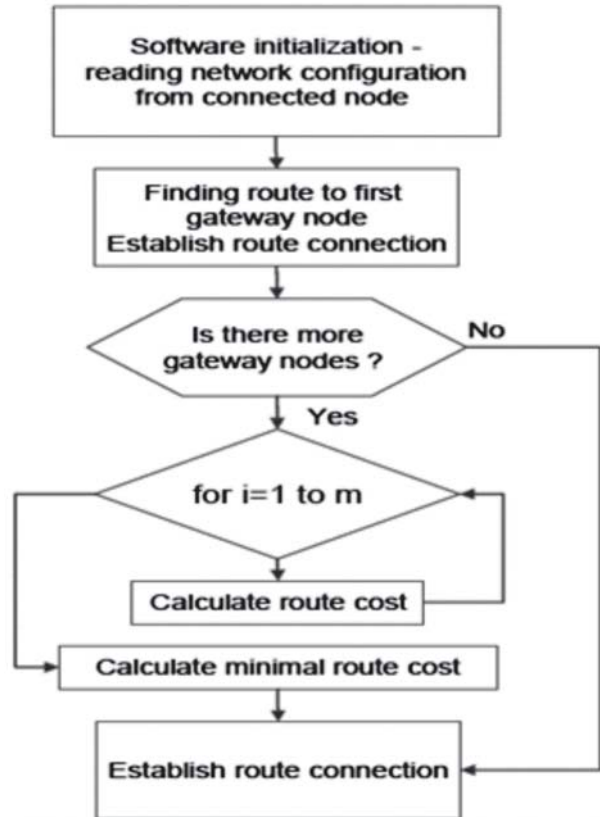 Software initialization -
reading network configuration
from connected node
Finding route to first
gateway node
Establish route connection
Is there more
gateway nodes ?
No
Yes
for i=1 to m
Calculate route cost
Calculate minimal route cost
Establish route connection